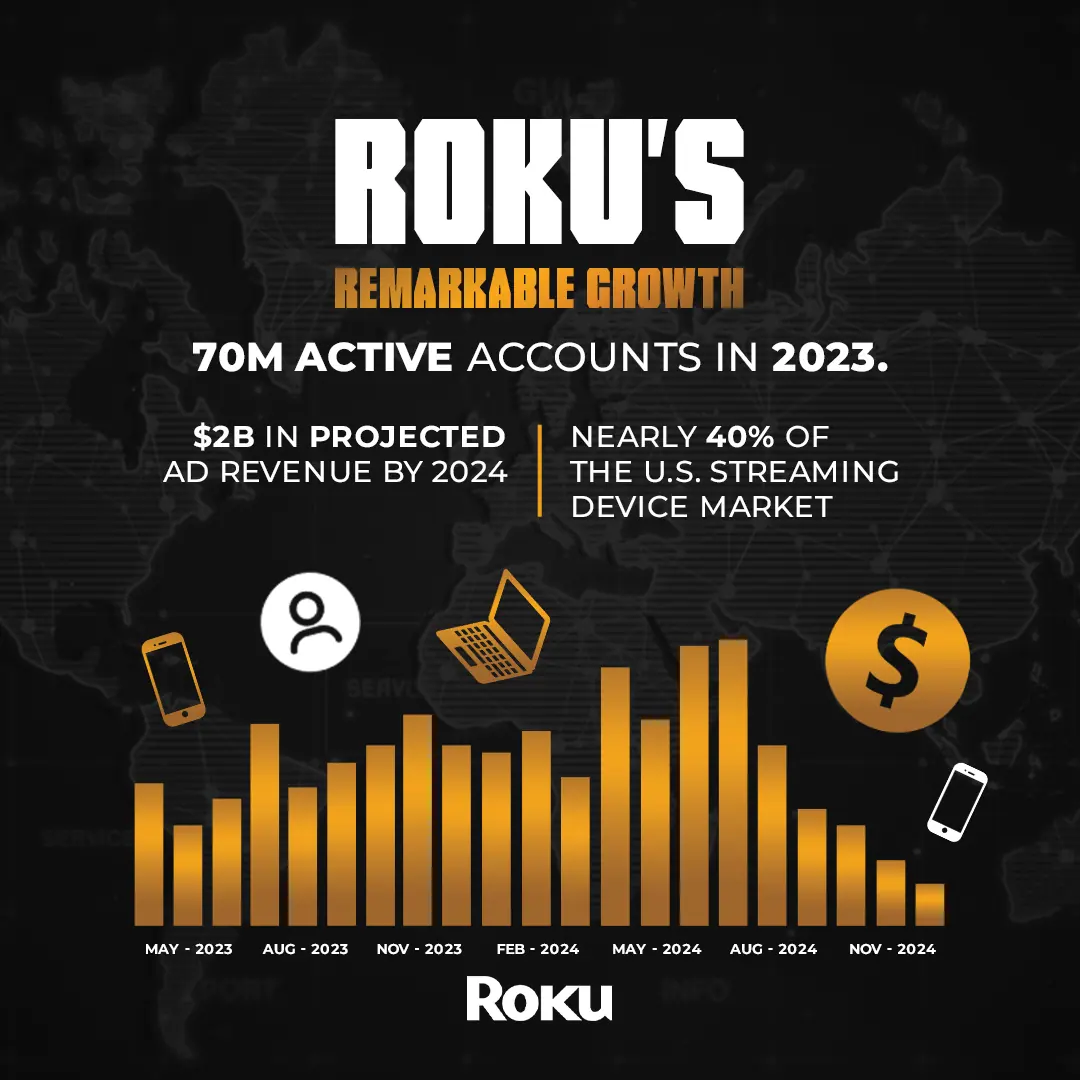 ROKU'S
REMARKABLE GROWTH
70M ACTIVE ACCOUNTS IN 2023.
$2B IN PROJECTED
AD REVENUE BY 2024
NEARLY 40% OF
THE U.S. STREAMING
DEVICE MARKET
$
MAY - 2023 AUG - 2023 NOV - 2023 FEB - 2024 MAY - 2024 AUG - 2024 NOV - 2024
ROKU